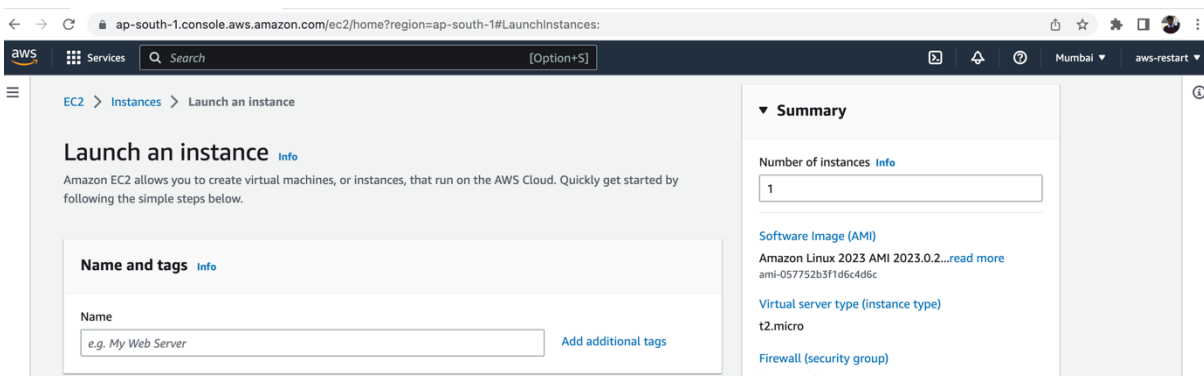 ap-south-1.console.aws.amazon.com/ec2/home?region=ap-south-1#LaunchInstances:
aws Services Search [Option+S] Mumbai ▼ aws-restart ▼
EC2 > Instances > Launch an instance
Launch an instance Info
Amazon EC2 allows you to create virtual machines, or instances, that run on the AWS Cloud. Quickly get started by
following the simple steps below.
Name and tags Info
Name
e.g. My Web Server
Add additional tags
▼ Summary
Number of instances Info
1
Software Image (AMI)
Amazon Linux 2023 AMI 2023.0.2...read more
ami-057752b3f1d6c4d6c
Virtual server type (instance type)
t2.micro
Firewall (security group)